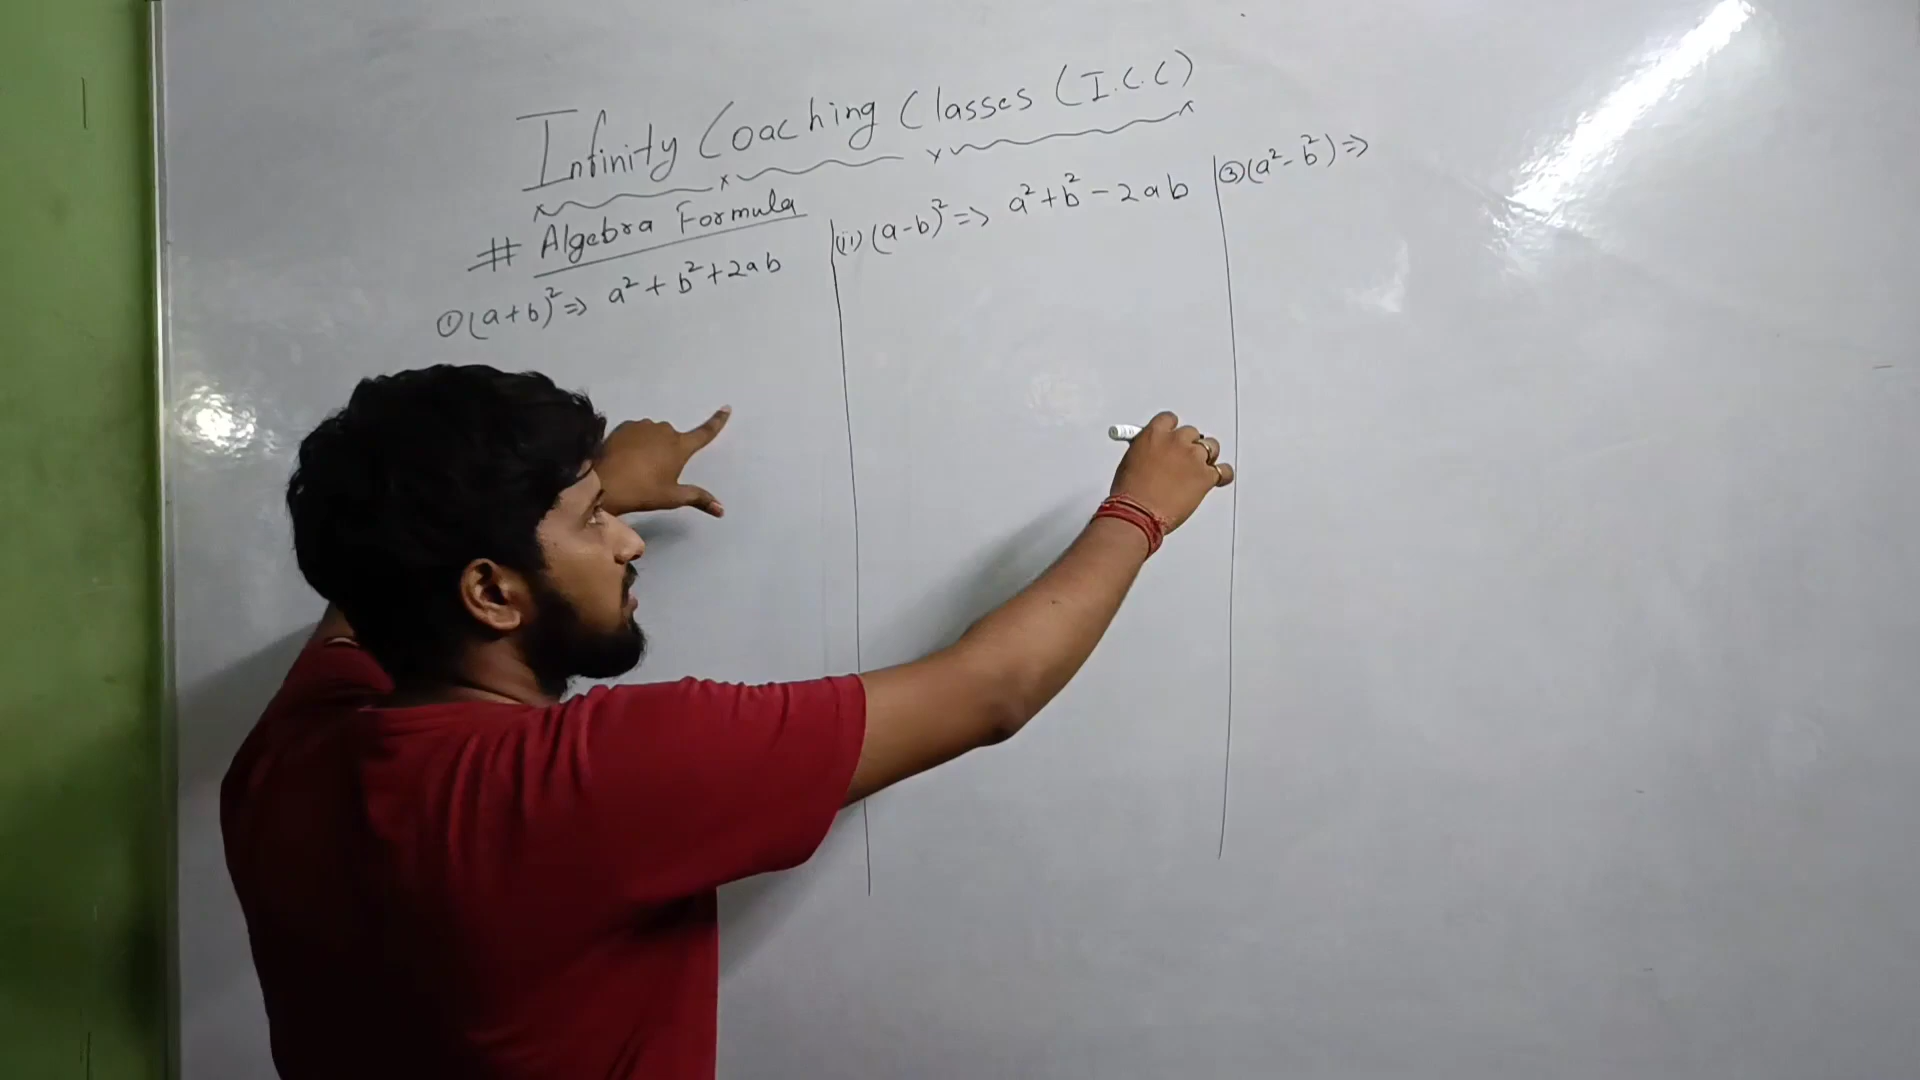 Infinity Coaching Classes (I.C.C)
# Algebra Formula
① (a+b)² => a² + b² + 2ab
(ii) (a-b)² => a² + b² - 2ab
③ (a² - b²) =>